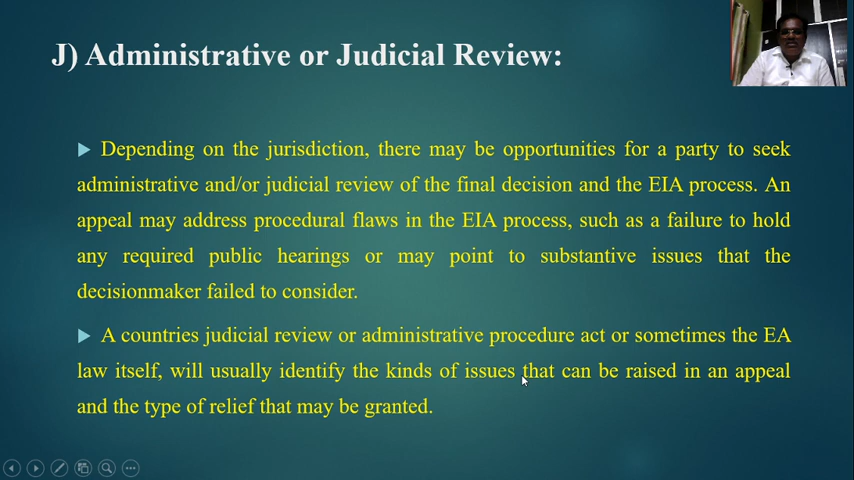 J) Administrative or Judicial Review:
Depending on the jurisdiction, there may be opportunities for a party to seek
administrative and/or judicial review of the final decision and the EIA process. An
appeal may address procedural flaws in the EIA process, such as a failure to hold
any required public hearings or may point to substantive issues that the
decisionmaker failed to consider.
A countries judicial review or administrative procedure act or sometimes the EA
law itself, will usually identify the kinds of issues that can be raised in an appeal
and the type of relief that may be granted.